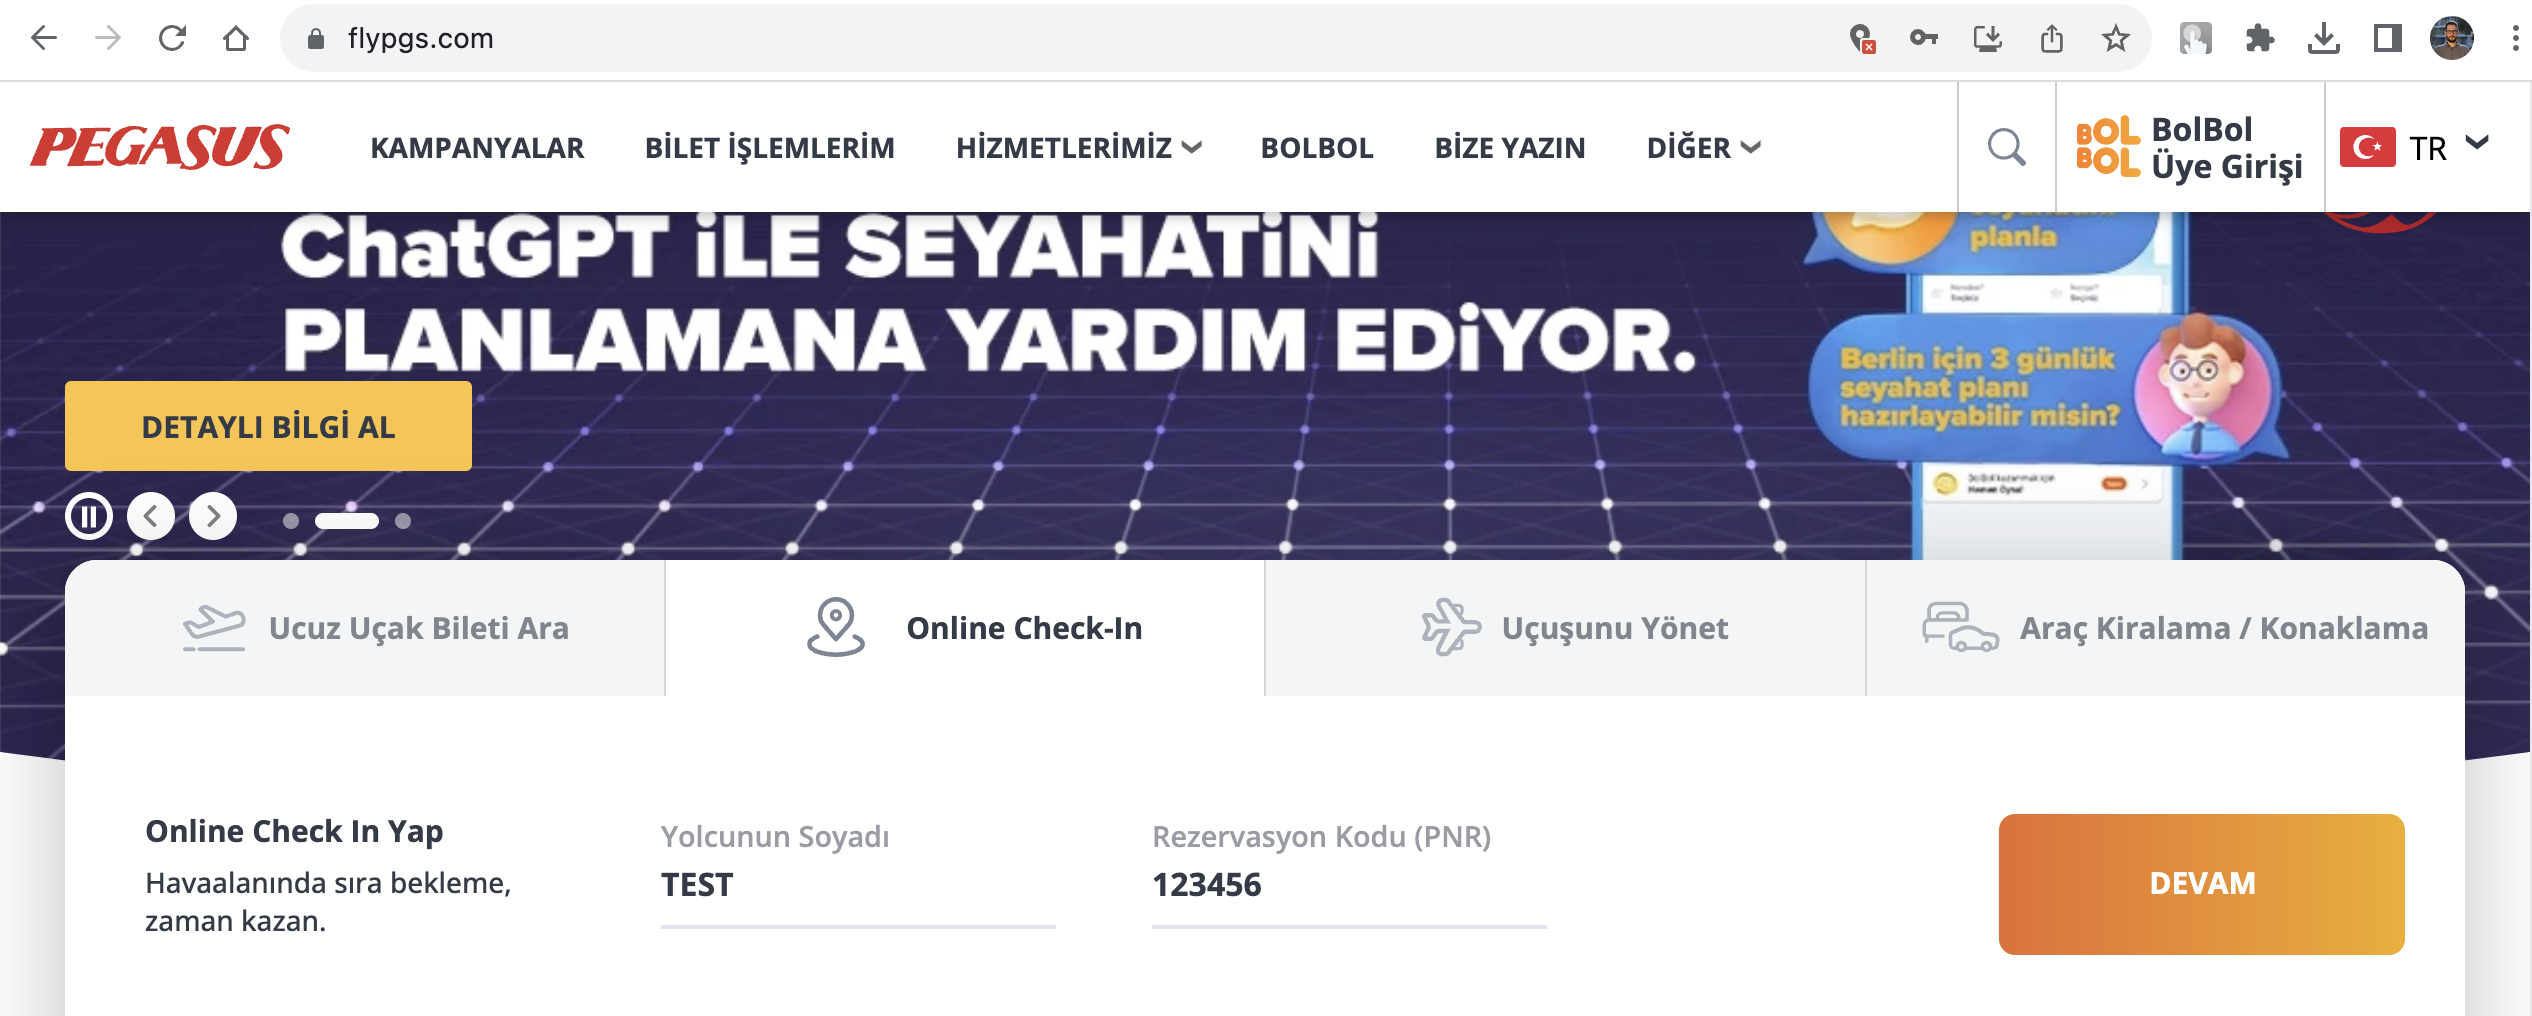 flypgs.com
PEGASUS
KAMPANYALAR
BİLET İŞLEMLERİM
HİZMETLERİMİZ
BOLBOL
BİZE YAZIN
DİĞER
BOL
BOL
BolBol
Üye Girişi
TR
ChatGPT iLE SEYAHATiNi
PLANLAMANA YARDIM EDiYOR.
planla
Berlin için 3 günlük
seyahat planı
hazırlayabilir misin?
DETAYLI BİLGİ AL
Ucuz Uçak Bileti Ara
Online Check-In
Uçuşunu Yönet
Araç Kiralama / Konaklama
Online Check In Yap
Havaalanında sıra bekleme,
zaman kazan.
Yolcunun Soyadı
TEST
Rezervasyon Kodu (PNR)
123456
DEVAM